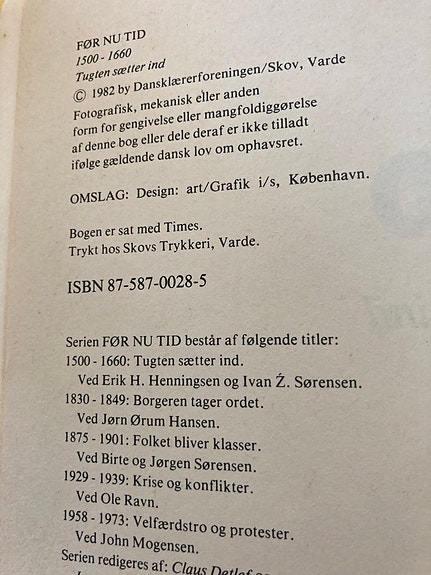 FØR NU TID
1500 - 1660
Tugten sætter ind
© 1982 by Dansklærerforeningen/Skov, Varde
Fotografisk, mekanisk eller anden
form for gengivelse eller mangfoldiggørelse
af denne bog eller dele deraf er ikke tilladt
ifølge gældende dansk lov om ophavsret.
OMSLAG: Design: art/Grafik i/s, København.
Bogen er sat med Times.
Trykt hos Skovs Trykkeri, Varde.
ISBN 87-587-0028-5
Serien FØR NU TID består af følgende titler:
1500 - 1660: Tugten sætter ind.
Ved Erik H. Henningsen og Ivan Ź. Sørensen.
1830 - 1849: Borgeren tager ordet.
Ved Jørn Ørum Hansen.
1875 - 1901: Folket bliver klasser.
Ved Birte og Jørgen Sørensen.
1929 - 1939: Krise og konflikter.
Ved Ole Ravn.
1958 - 1973: Velfærdstro og protester.
Ved John Mogensen.
Serien redigeres af: Claus Detlef